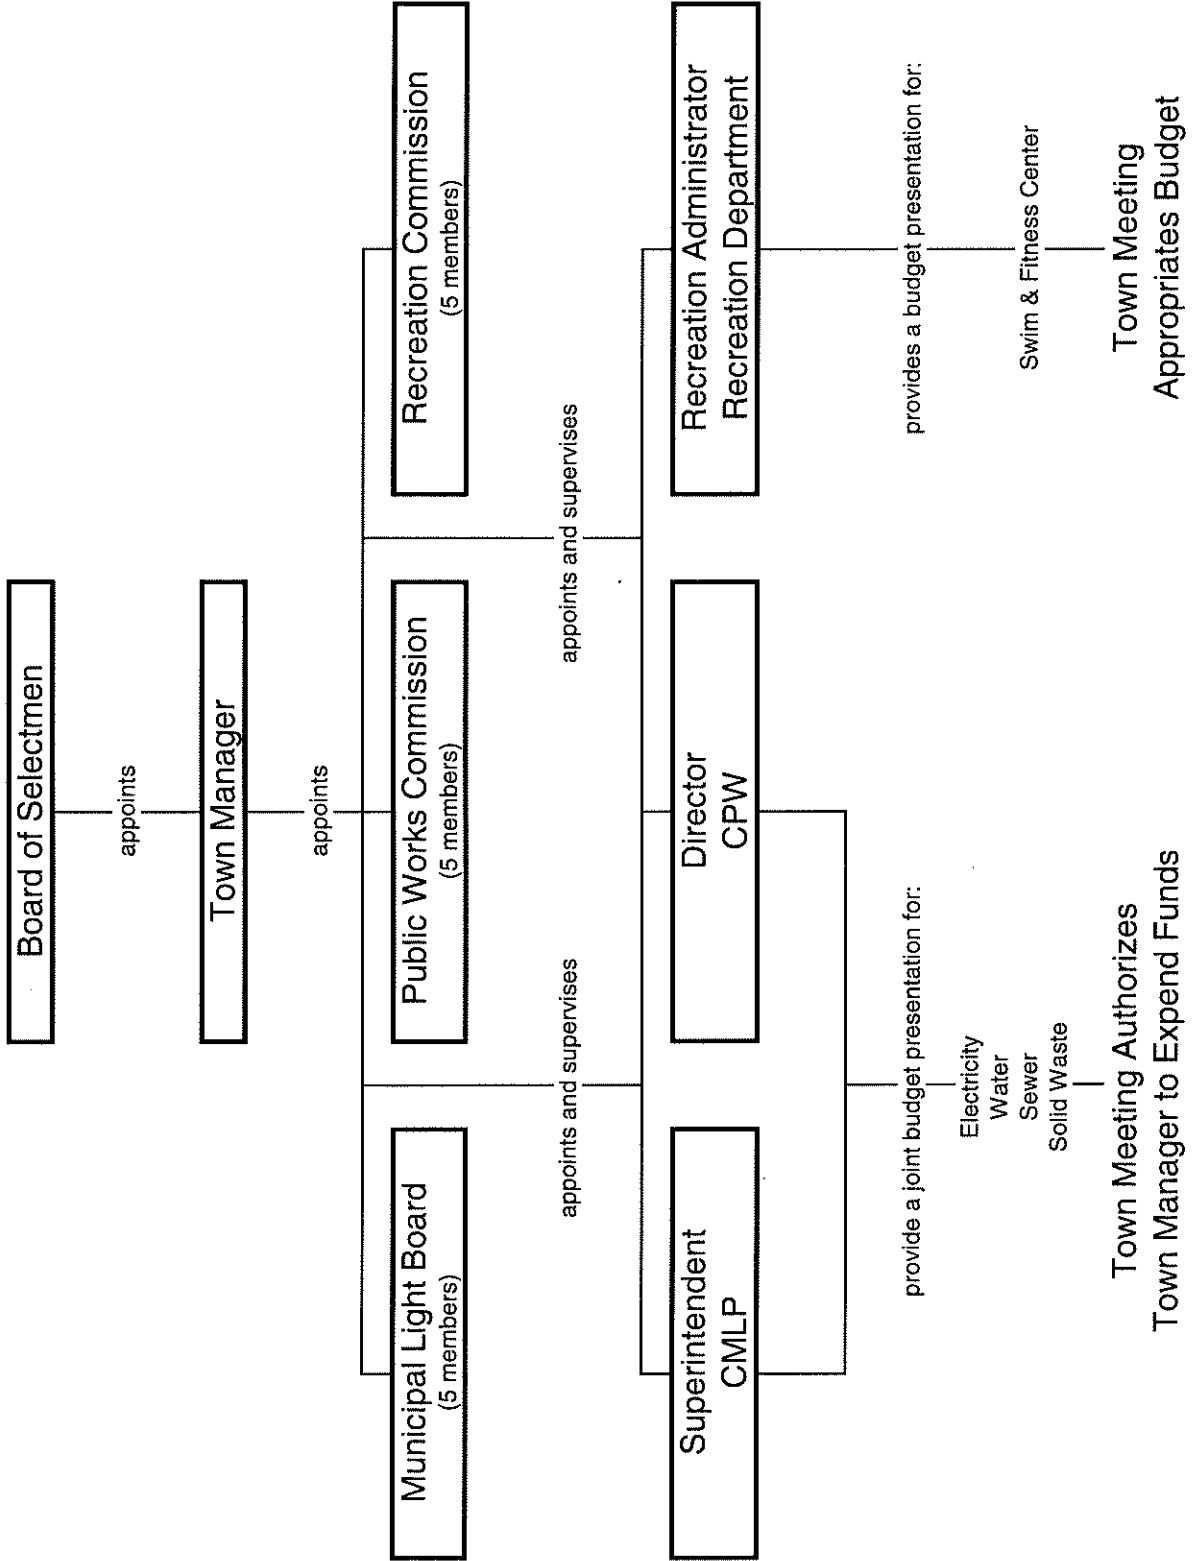 Board of Selectmen
appoints
Town Manager
appoints
Municipal Light Board
(5 members)
Public Works Commission
(5 members)
Recreation Commission
(5 members)
appoints and supervises
appoints and supervises
Superintendent
CMLP
Director
CPW
Recreation Administrator
Recreation Department
provide a joint budget presentation for:
Electricity
Water
Sewer
Solid Waste
Town Meeting Authorizes
Town Manager to Expend Funds
provides a budget presentation for:
Swim & Fitness Center
Town Meeting
Appropriates Budget